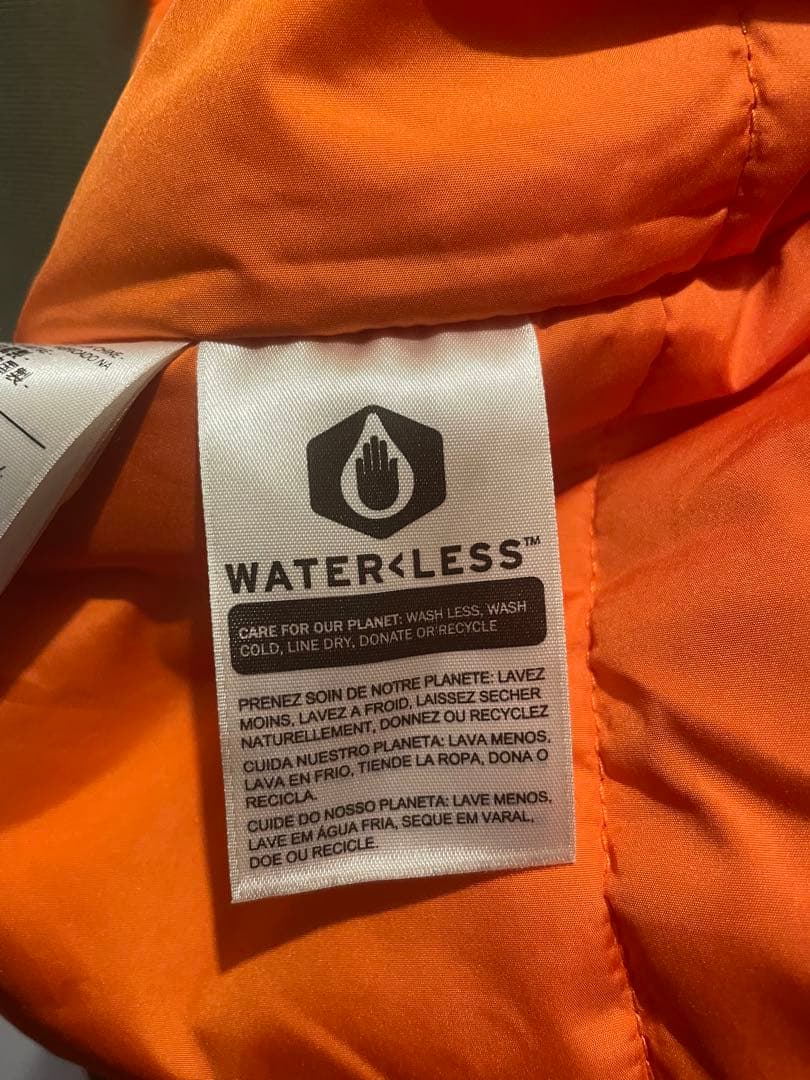 WATER<LESS™
CARE FOR OUR PLANET: WASH LESS, WASH
COLD, LINE DRY, DONATE OR RECYCLE
PRENEZ SOIN DE NOTRE PLANETE: LAVEZ
MOINS, LAVEZ A FROID, LAISSEZ SECHER
NATURELLEMENT, DONNEZ OU RECYCLEZ
CUIDA NUESTRO PLANETA: LAVA MENOS,
LAVA EN FRIO, TIENDE LA ROPA, DONA O
RECICLA.
CUIDE DO NOSSO PLANETA: LAVE MENOS,
LAVE EM ÁGUA FRIA, SEQUE EM VARAL,
DOE OU RECICLE.